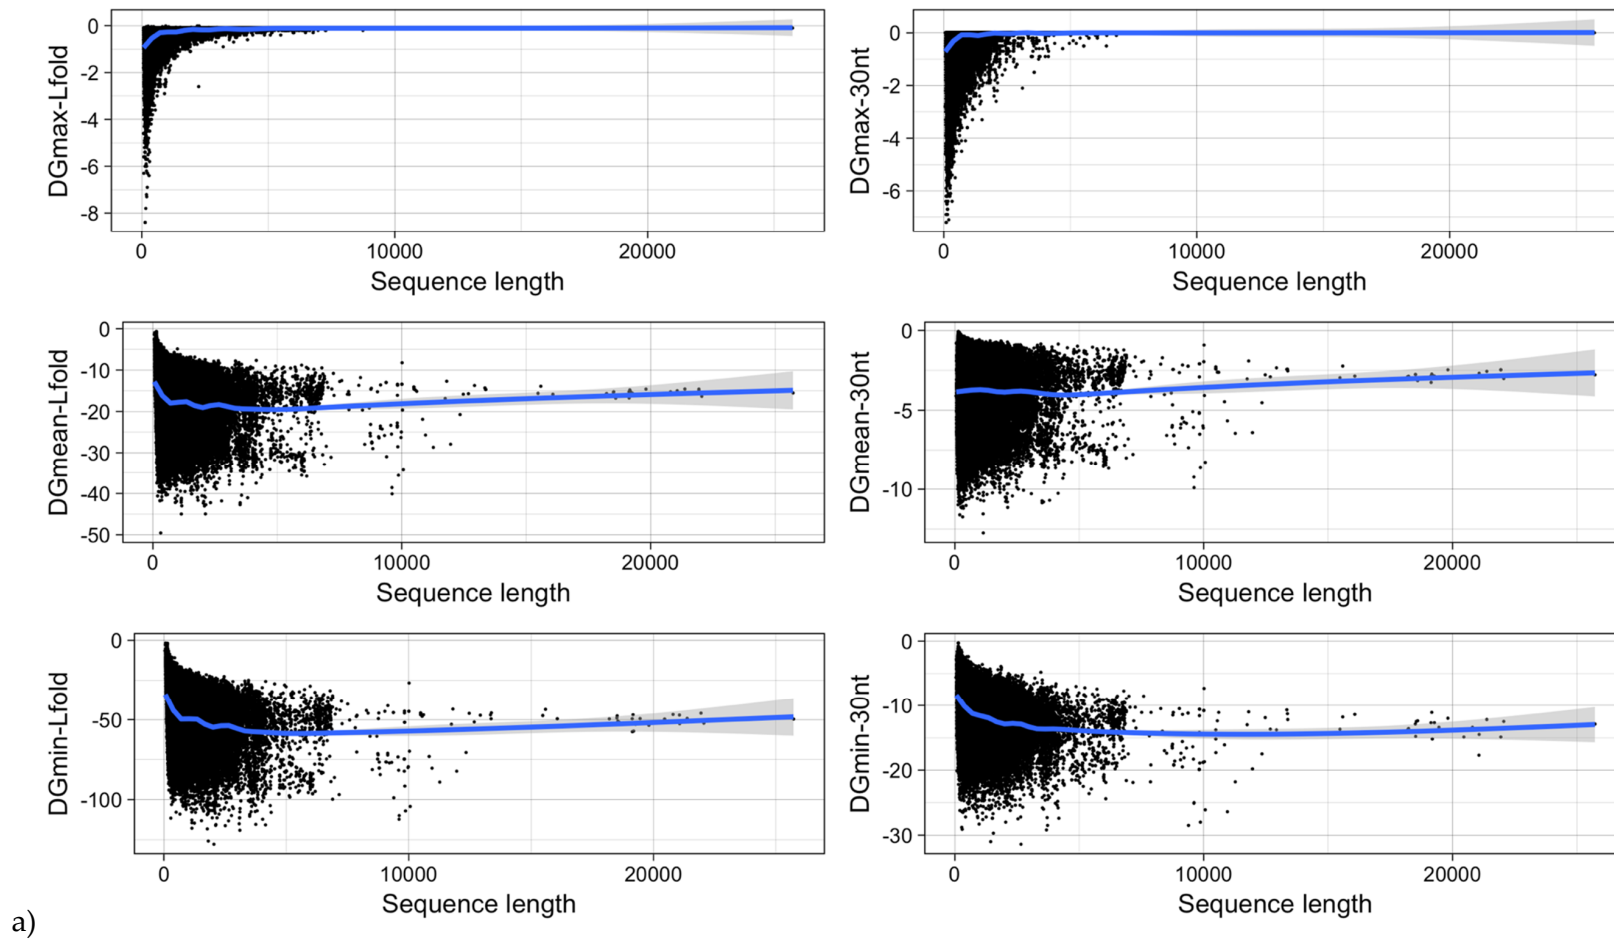 DGmax-Lfold
0
-2
-4
-6
-8
0 10000 20000
Sequence length
DGmax-30nt
0
-2
-4
-6
0 10000 20000
Sequence length
DGmean-Lfold
0
-10
-20
-30
-40
-50
0 10000 20000
Sequence length
DGmean-30nt
0
-5
-10
0 10000 20000
Sequence length
DGmin-Lfold
0
-50
-100
0 10000 20000
Sequence length
DGmin-30nt
0
-10
-20
-30
0 10000 20000
Sequence length
a)